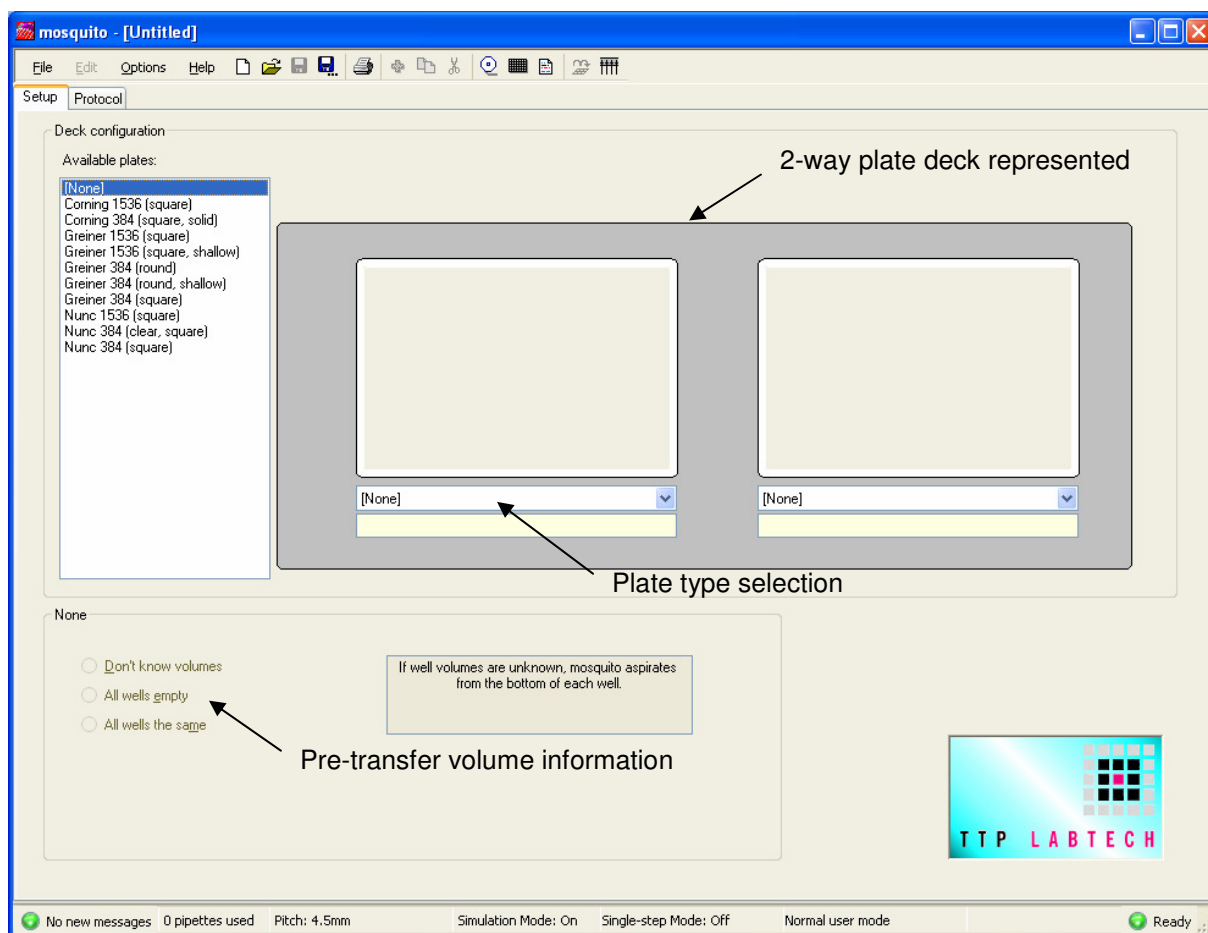 mosquito - [Untitled]
File Edit Options Help
Setup Protocol
Deck configuration
Available plates:
[None]
Corning 1536 (square)
Corning 384 (square, solid)
Greiner 1536 (square)
Greiner 1536 (square, shallow)
Greiner 384 (round)
Greiner 384 (round, shallow)
Greiner 384 (square)
Nunc 1536 (square)
Nunc 384 (clear, square)
Nunc 384 (square)
2-way plate deck represented
[None] [None]
Plate type selection
None
Don't know volumes
All wells empty
All wells the same
If well volumes are unknown, mosquito aspirates
from the bottom of each well.
Pre-transfer volume information
TTP LABTECH
No new messages 0 pipettes used Pitch: 4.5mm Simulation Mode: On Single-step Mode: Off Normal user mode Ready